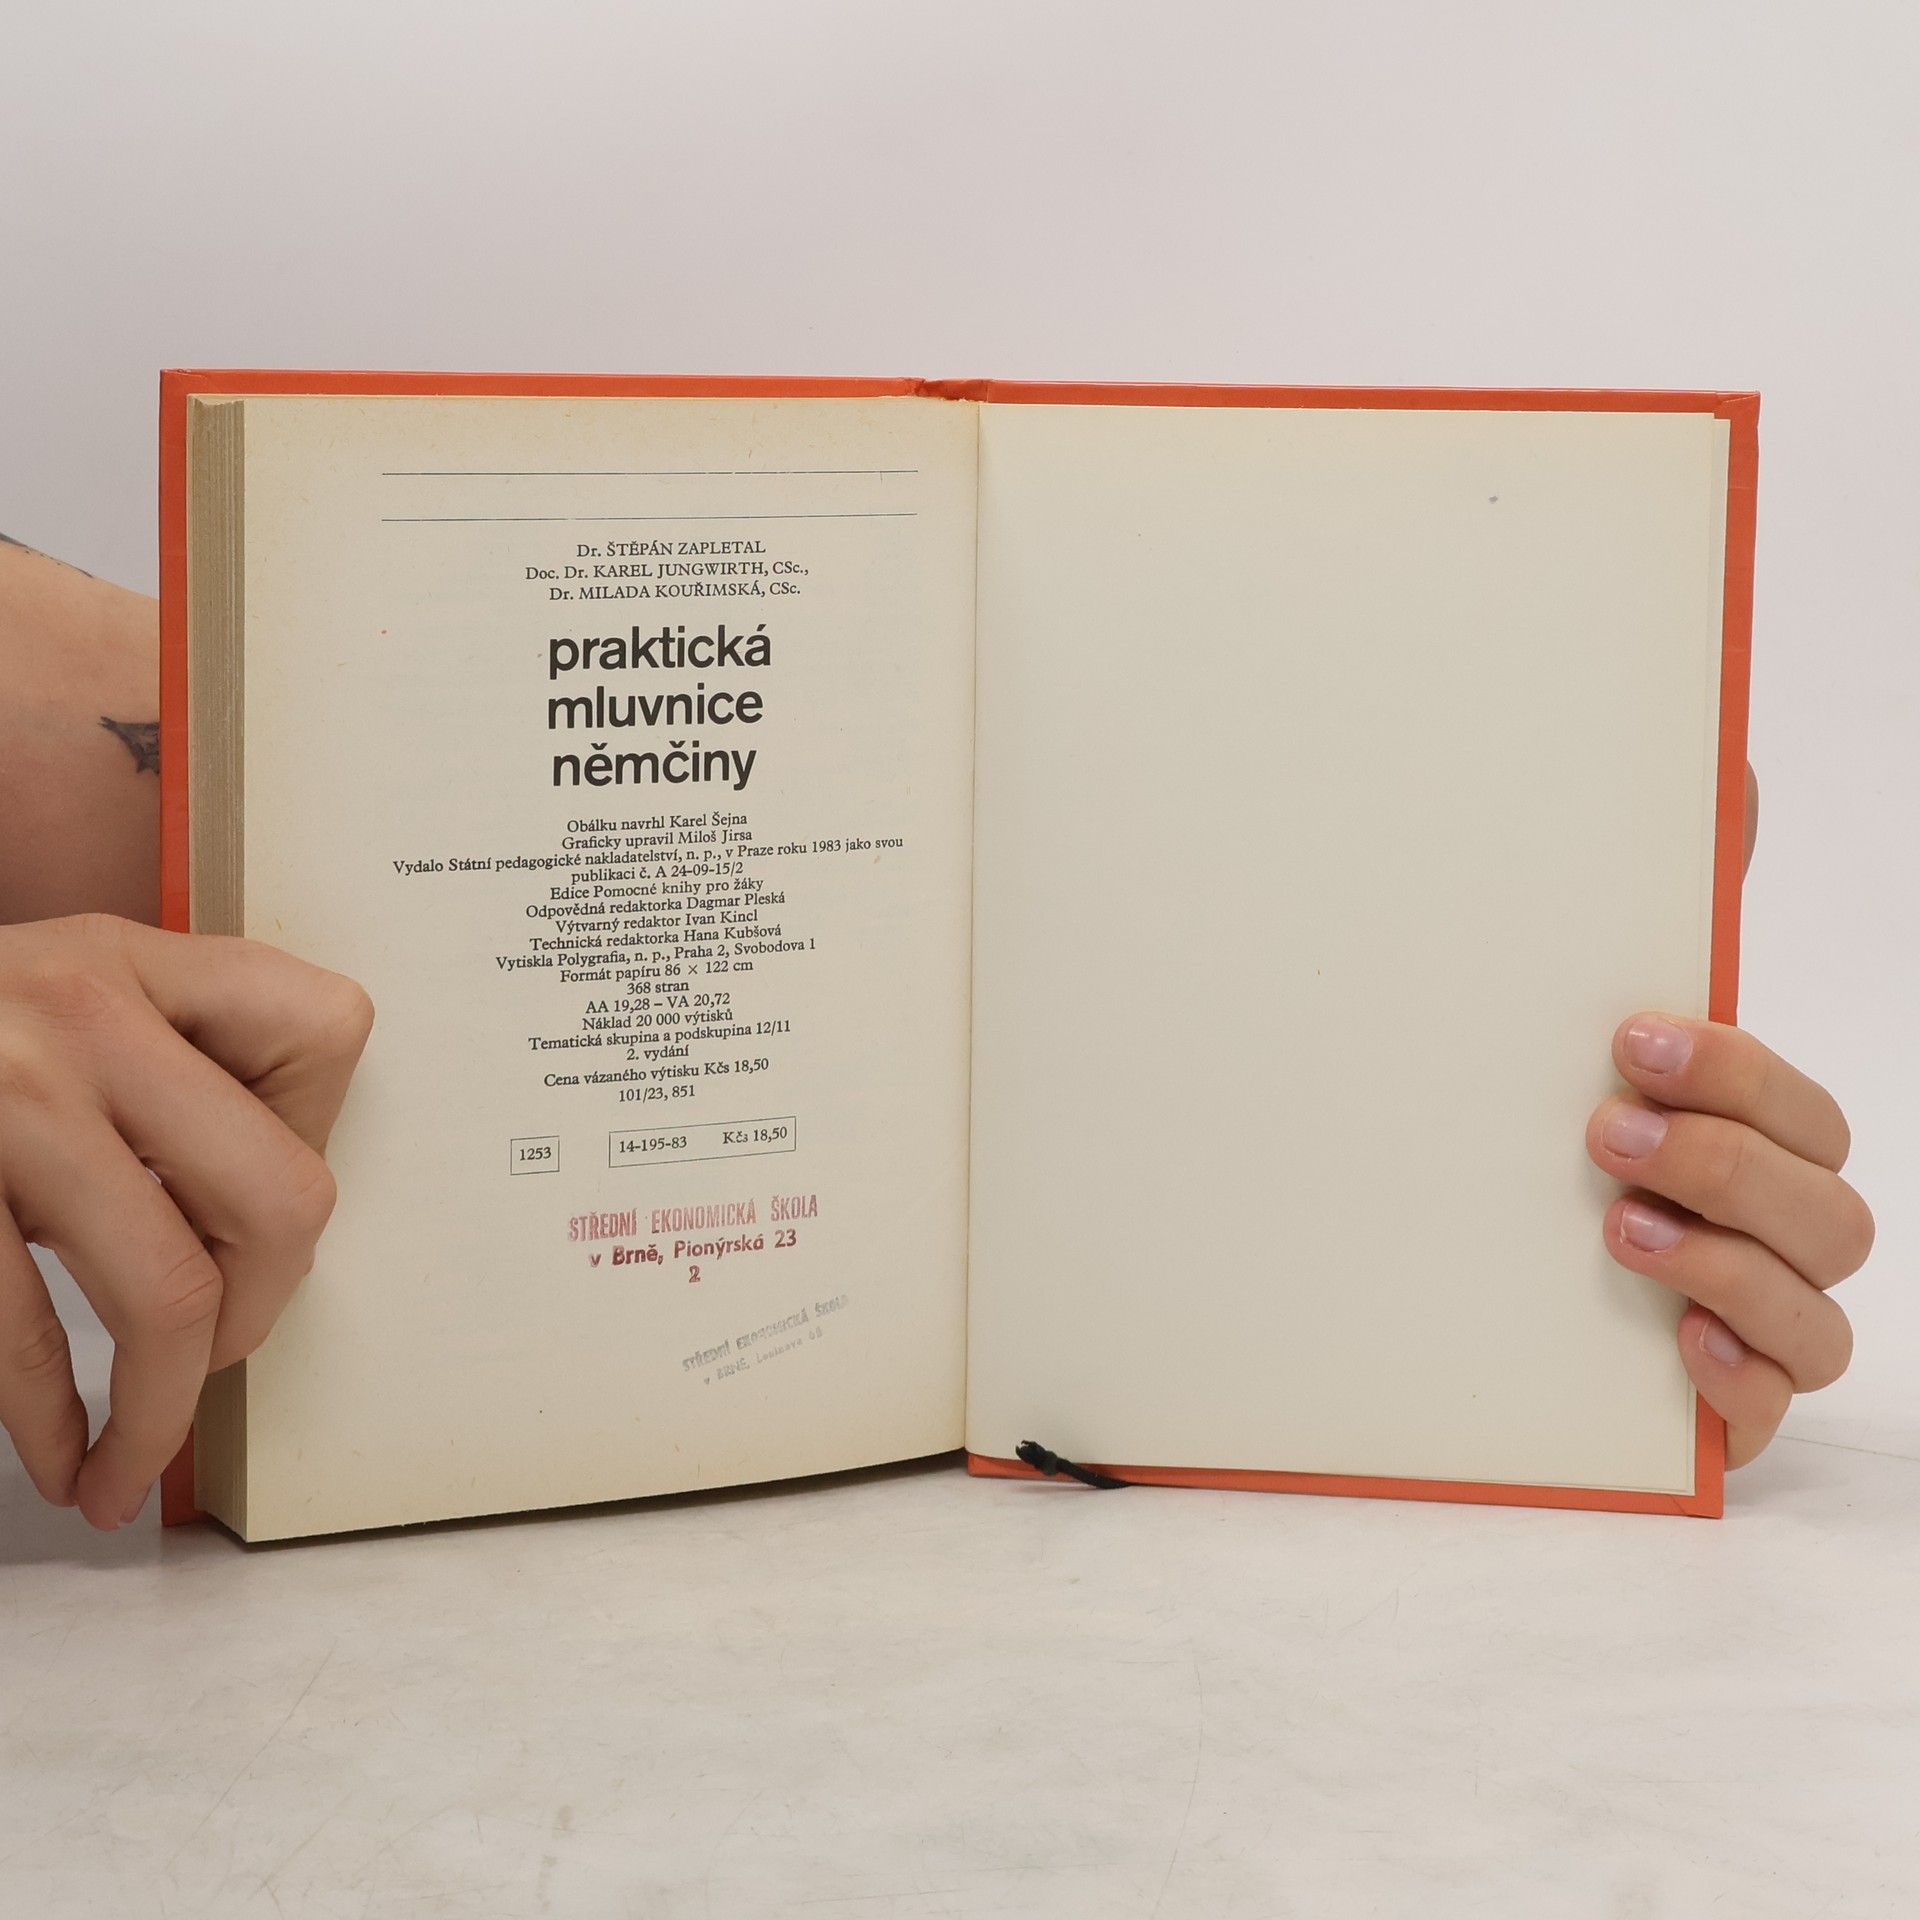 Dr. ŠTĚPÁN ZAPLETAL
Doc. Dr. KAREL JUNGWIRTH, CSc.,
Dr. MILADA KOUŘIMSKÁ, CSc.
praktická
mluvnice
němčiny
Obálku navrhl Karel Šejna
Graficky upravil Miloš Jirsa
Vydalo Státní pedagogické nakladatelství, n. p., v Praze roku 1983 jako svou
publikaci č. A 24-09-15/2
Edice Pomocné knihy pro žáky
Odpovědná redaktorka Dagmar Pleská
Výtvarný redaktor Ivan Kincl
Technická redaktorka Hana Kubšová
Vytiskla Polygrafia, n. p., Praha 2, Svobodova 1
Formát papíru 86 × 122 cm
368 stran
AA 19,28 – VA 20,72
Náklad 20 000 výtisků
Tematická skupina a podskupina 12/11
2. vydání
Cena vázaného výtisku Kčs 18,50
101/23, 851
1253
14-195-83 Kčs 18,50
STŘEDNÍ EKONOMICKÁ ŠKOLA
v Brně, Pionýrská 23
2
STŘEDNÍ EKONOMICKÁ ŠKOLA
v BRNĚ, Leninova